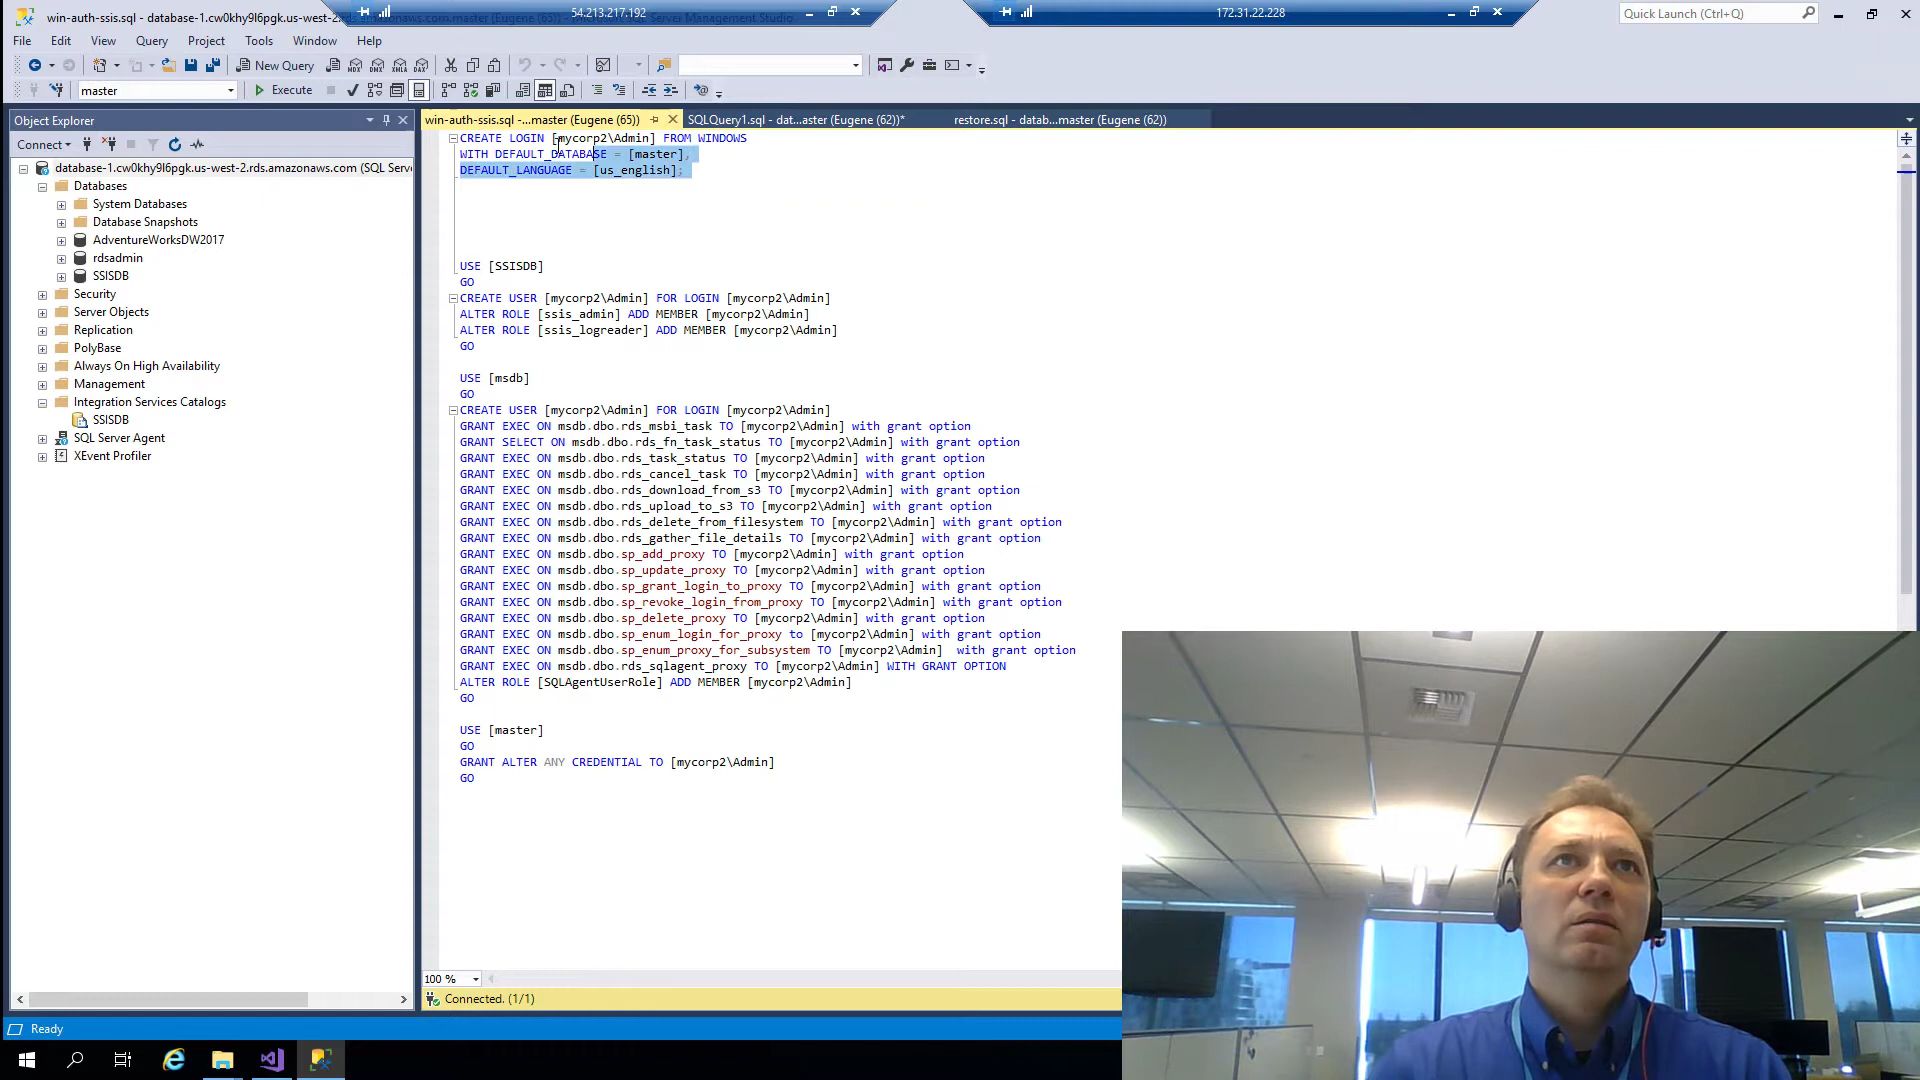 win-auth-ssis.sql - database-1.cw0khy9l6pgk.us-west-2.rds.amazonaws.com.master (Eugene (65)) - Microsoft SQL Server Management Studio
54.213.217.192
172.31.22.228
Quick Launch (Ctrl+Q)
File Edit View Query Project Tools Window Help
New Query
MDX DMX XMLA DAX
master
Execute
Object Explorer
win-auth-ssis.sql -...master (Eugene (65))
SQLQuery1.sql - dat...aster (Eugene (62))*
restore.sql - datab...master (Eugene (62))
Connect
database-1.cw0khy9l6pgk.us-west-2.rds.amazonaws.com (SQL Serve
Databases
System Databases
Database Snapshots
AdventureWorksDW2017
rdsadmin
SSISDB
Security
Server Objects
Replication
PolyBase
Always On High Availability
Management
Integration Services Catalogs
SSISDB
SQL Server Agent
XEvent Profiler
CREATE LOGIN [mycorp2\Admin] FROM WINDOWS
WITH DEFAULT_DATABASE = [master],
DEFAULT_LANGUAGE = [us_english];
USE [SSISDB]
GO
CREATE USER [mycorp2\Admin] FOR LOGIN [mycorp2\Admin]
ALTER ROLE [ssis_admin] ADD MEMBER [mycorp2\Admin]
ALTER ROLE [ssis_logreader] ADD MEMBER [mycorp2\Admin]
GO
USE [msdb]
GO
CREATE USER [mycorp2\Admin] FOR LOGIN [mycorp2\Admin]
GRANT EXEC ON msdb.dbo.rds_msbi_task TO [mycorp2\Admin] with grant option
GRANT SELECT ON msdb.dbo.rds_fn_task_status TO [mycorp2\Admin] with grant option
GRANT EXEC ON msdb.dbo.rds_task_status TO [mycorp2\Admin] with grant option
GRANT EXEC ON msdb.dbo.rds_cancel_task TO [mycorp2\Admin] with grant option
GRANT EXEC ON msdb.dbo.rds_download_from_s3 TO [mycorp2\Admin] with grant option
GRANT EXEC ON msdb.dbo.rds_upload_to_s3 TO [mycorp2\Admin] with grant option
GRANT EXEC ON msdb.dbo.rds_delete_from_filesystem TO [mycorp2\Admin] with grant option
GRANT EXEC ON msdb.dbo.rds_gather_file_details TO [mycorp2\Admin] with grant option
GRANT EXEC ON msdb.dbo.sp_add_proxy TO [mycorp2\Admin] with grant option
GRANT EXEC ON msdb.dbo.sp_update_proxy TO [mycorp2\Admin] with grant option
GRANT EXEC ON msdb.dbo.sp_grant_login_to_proxy TO [mycorp2\Admin] with grant option
GRANT EXEC ON msdb.dbo.sp_revoke_login_from_proxy TO [mycorp2\Admin] with grant option
GRANT EXEC ON msdb.dbo.sp_delete_proxy TO [mycorp2\Admin] with grant option
GRANT EXEC ON msdb.dbo.sp_enum_login_for_proxy to [mycorp2\Admin] with grant option
GRANT EXEC ON msdb.dbo.sp_enum_proxy_for_subsystem TO [mycorp2\Admin] with grant option
GRANT EXEC ON msdb.dbo.rds_sqlagent_proxy TO [mycorp2\Admin] WITH GRANT OPTION
ALTER ROLE [SQLAgentUserRole] ADD MEMBER [mycorp2\Admin]
GO
USE [master]
GO
GRANT ALTER ANY CREDENTIAL TO [mycorp2\Admin]
GO
100 %
Connected. (1/1)
Ready